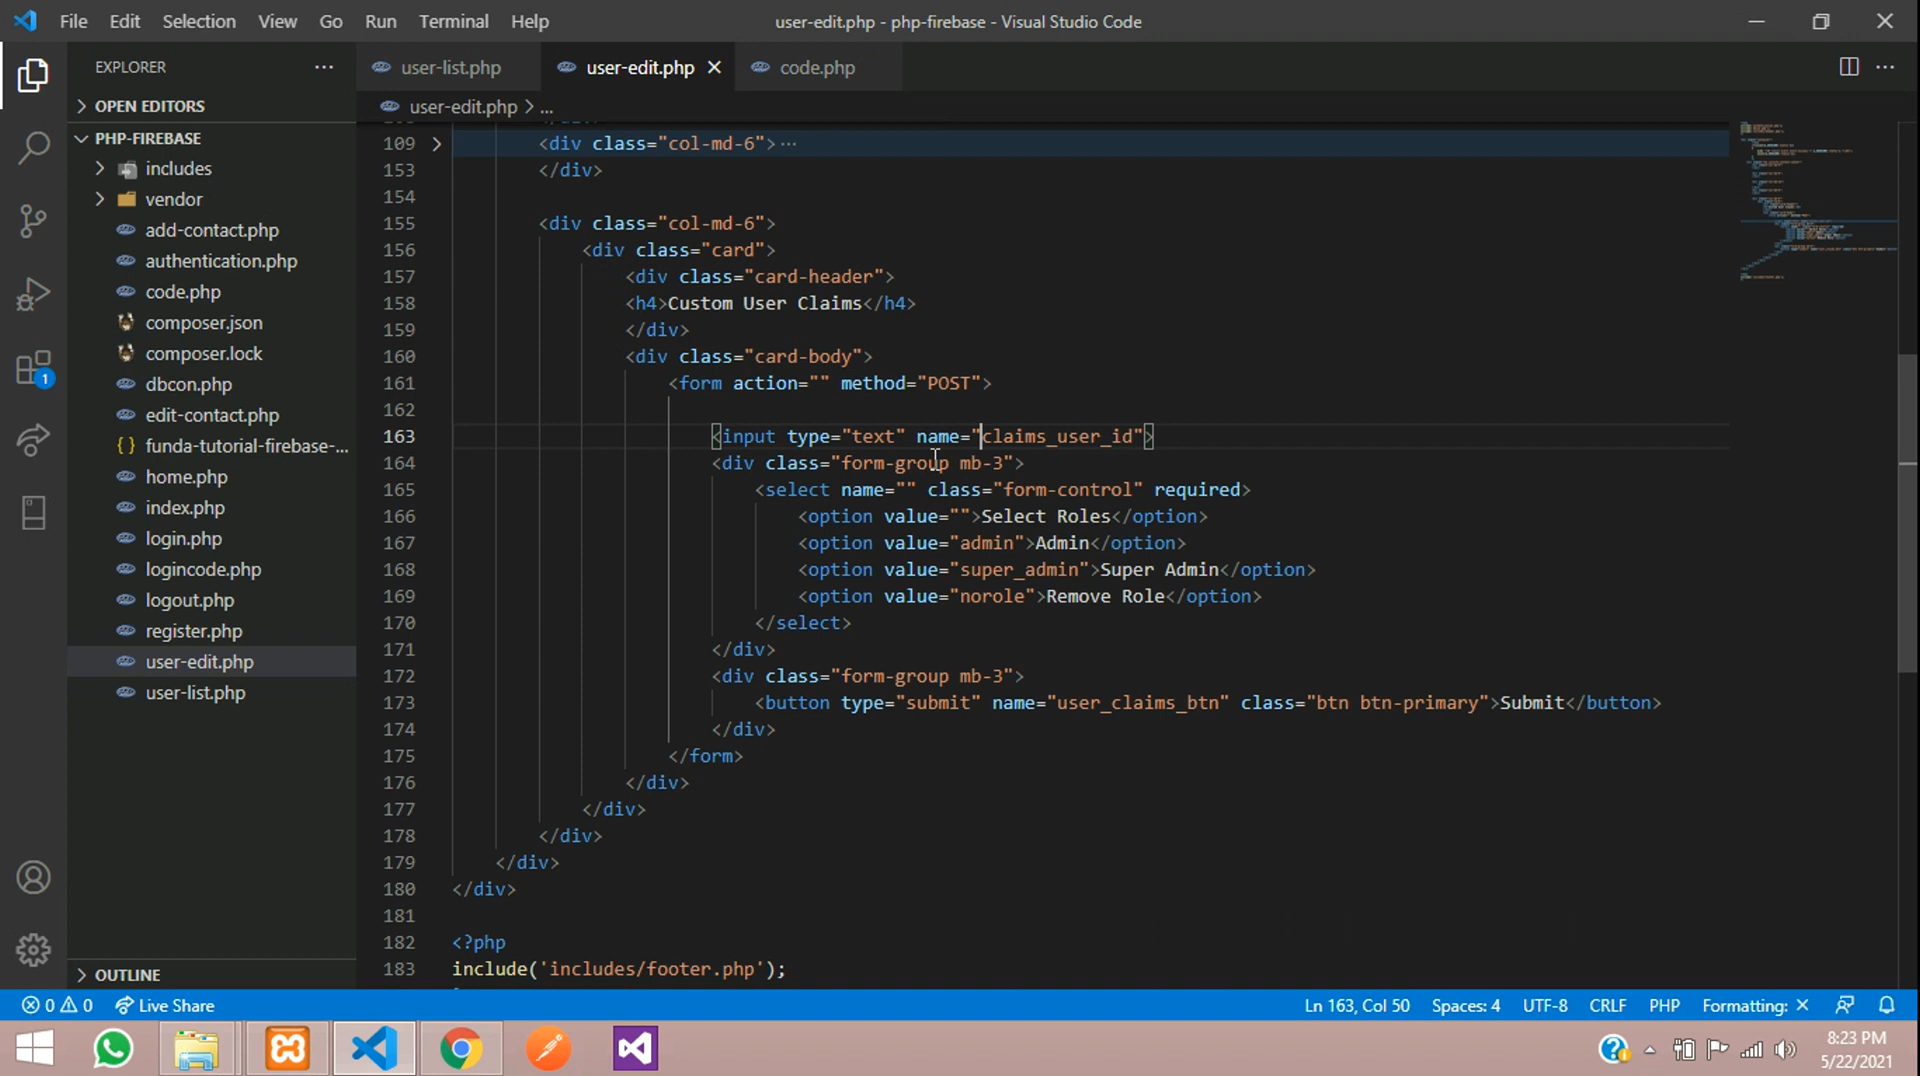 File Edit Selection View Go Run Terminal Help user-edit.php - php-firebase - Visual Studio Code
EXPLORER ···
user-list.php user-edit.php code.php
OPEN EDITORS
user-edit.php > ...
PHP-FIREBASE
includes
vendor
add-contact.php
authentication.php
code.php
composer.json
composer.lock
dbcon.php
edit-contact.php
{} funda-tutorial-firebase-...
home.php
index.php
login.php
logincode.php
logout.php
register.php
user-edit.php
user-list.php
OUTLINE
109 <div class="col-md-6"> ···
153 </div>
154
155 <div class="col-md-6">
156 <div class="card">
157 <div class="card-header">
158 <h4>Custom User Claims</h4>
159 </div>
160 <div class="card-body">
161 <form action="" method="POST">
162
163 <input type="text" name="claims_user_id">
164 <div class="form-group mb-3">
165 <select name="" class="form-control" required>
166 <option value="">Select Roles</option>
167 <option value="admin">Admin</option>
168 <option value="super_admin">Super Admin</option>
169 <option value="norole">Remove Role</option>
170 </select>
171 </div>
172 <div class="form-group mb-3">
173 <button type="submit" name="user_claims_btn" class="btn btn-primary">Submit</button>
174 </div>
175 </form>
176 </div>
177 </div>
178 </div>
179 </div>
180 </div>
181
182 <?php
183 include('includes/footer.php');
1
0 0 Live Share Ln 163, Col 50 Spaces: 4 UTF-8 CRLF PHP Formatting: ×
8:23 PM
5/22/2021